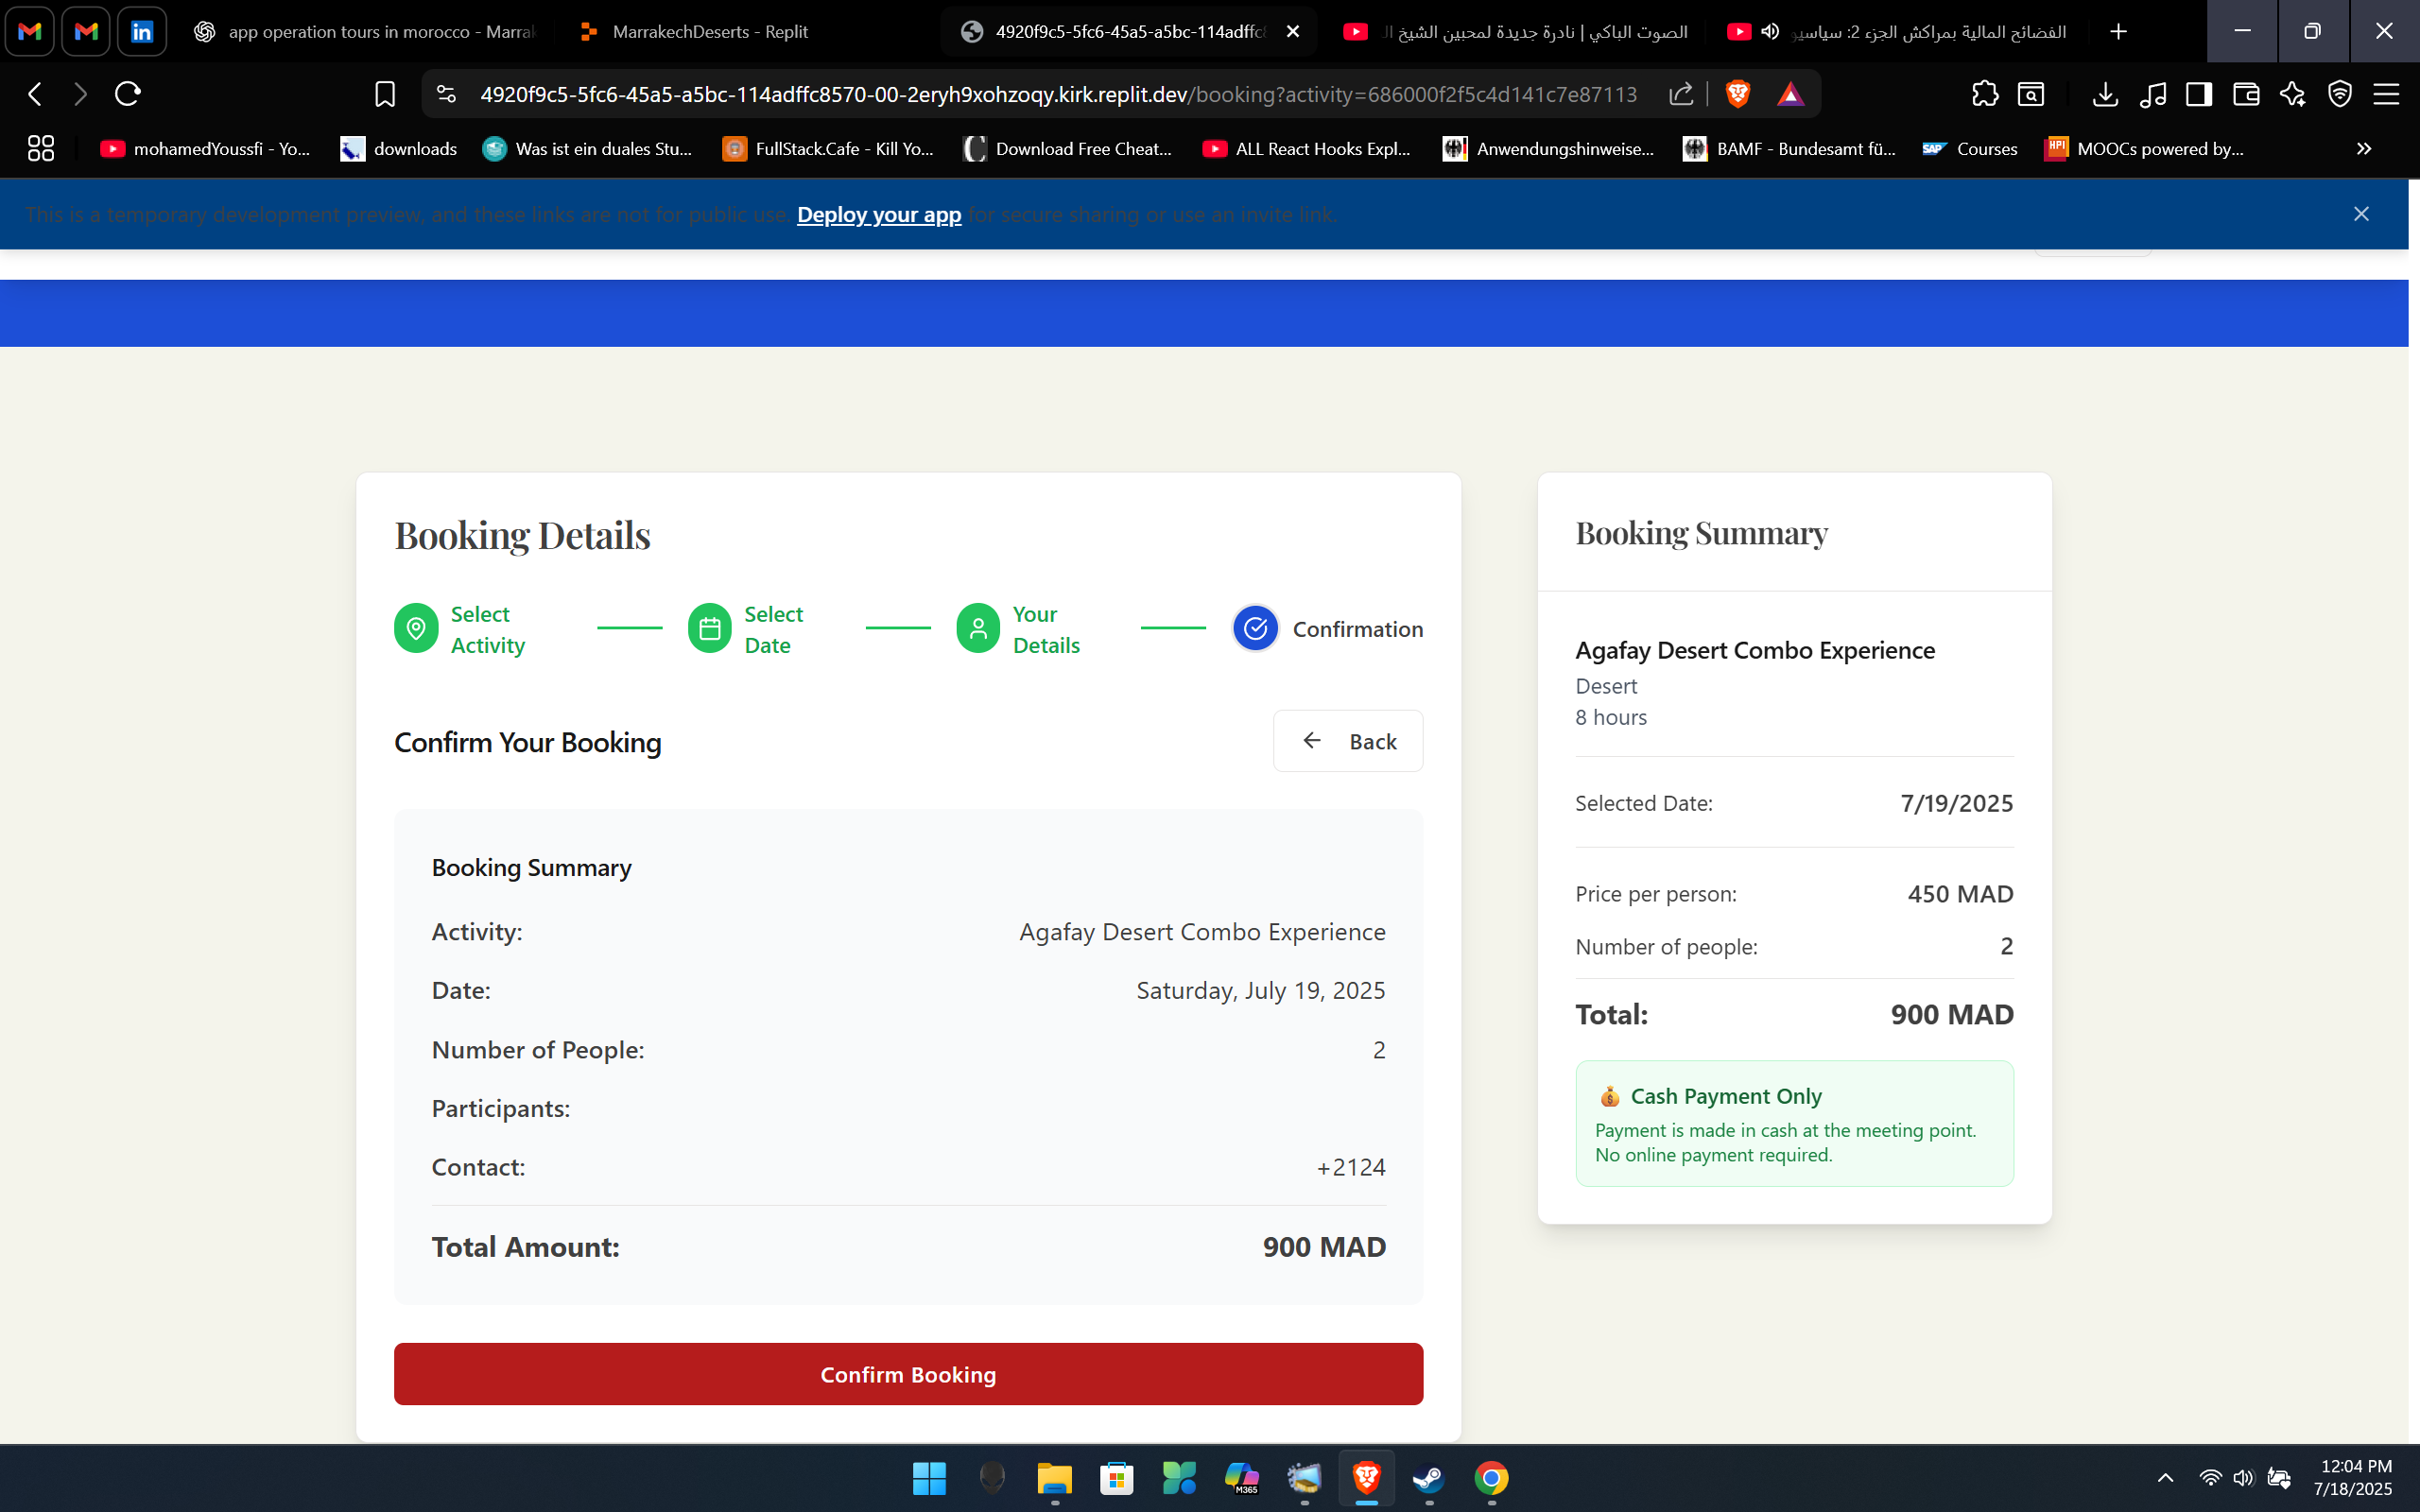 app operation tours in morocco - Marrak
MarrakechDeserts - Replit
4920f9c5-5fc6-45a5-a5bc-114adffc8
الصوت الباكي | نادرة جديدة لمحبين الشيخ ال
الفضائح المالية بمراكش الجزء 2: سياسيو
4920f9c5-5fc6-45a5-a5bc-114adffc8570-00-2eryh9xohzoqy.kirk.replit.dev/booking?activity=686000f2f5c4d141c7e87113
mohamedYoussfi - Yo...
downloads
Was ist ein duales Stu...
FullStack.Cafe - Kill Yo...
Download Free Cheat...
ALL React Hooks Expl...
Anwendungshinweise...
BAMF - Bundesamt fü...
SAP Courses
HPI MOOCs powered by...
This is a temporary development preview, and these links are not for public use. Deploy your app for secure sharing or use an invite link.
Booking Details
Select Activity
Select Date
Your Details
Confirmation
Confirm Your Booking
Back
Booking Summary
Activity: Agafay Desert Combo Experience
Date: Saturday, July 19, 2025
Number of People: 2
Participants:
Contact: +2124
Total Amount: 900 MAD
Confirm Booking
Booking Summary
Agafay Desert Combo Experience
Desert
8 hours
Selected Date: 7/19/2025
Price per person: 450 MAD
Number of people: 2
Total: 900 MAD
Cash Payment Only
Payment is made in cash at the meeting point.
No online payment required.
M365
12:04 PM
7/18/2025